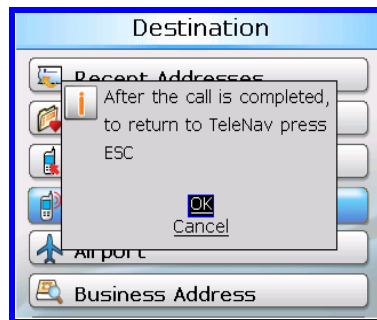 Destination
Recent Addresses
After the call is completed,
to return to TeleNav press
ESC
OK
Cancel
Airport
Business Address